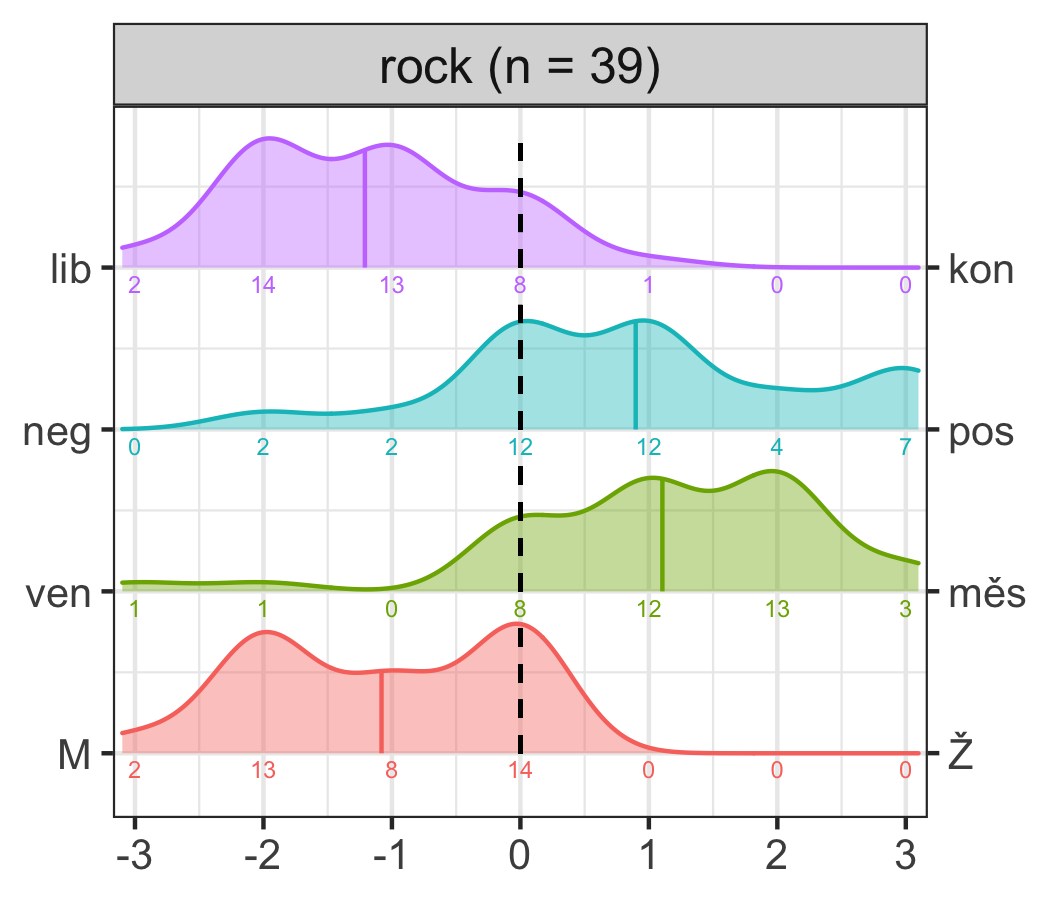 rock (n = 39)
lib kon
2 14 13 8 1 0 0
neg pos
0 2 2 12 12 4 7
ven měs
1 1 0 8 12 13 3
M Ž
2 13 8 14 0 0 0
-3 -2 -1 0 1 2 3